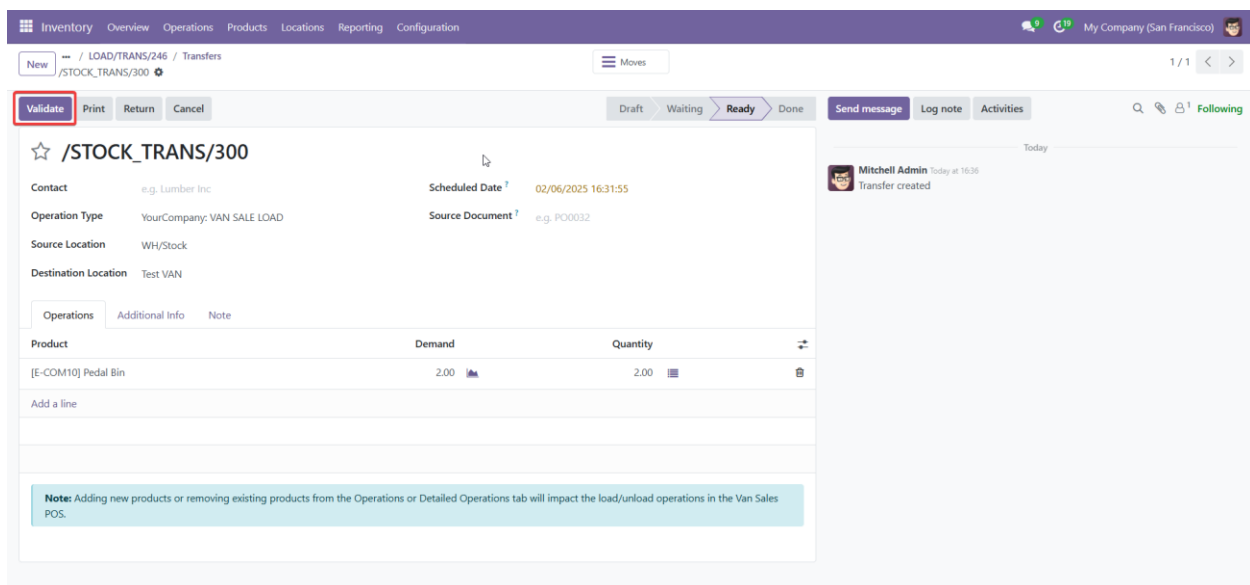 Inventory Overview Operations Products Locations Reporting Configuration 9 19 My Company (San Francisco)
New ··· / LOAD/TRANS/246 / Transfers
/STOCK_TRANS/300
Moves
1 / 1
Validate Print Return Cancel Draft Waiting Ready Done Send message Log note Activities 1 Following
/STOCK_TRANS/300
Today
Mitchell Admin Today at 16:36
Transfer created
Contact e.g. Lumber Inc Scheduled Date ? 02/06/2025 16:31:55
Operation Type YourCompany: VAN SALE LOAD Source Document ? e.g. PO0032
Source Location WH/Stock
Destination Location Test VAN
Operations Additional Info Note
Product Demand Quantity
[E-COM10] Pedal Bin 2.00 2.00
Add a line
Note: Adding new products or removing existing products from the Operations or Detailed Operations tab will impact the load/unload operations in the Van Sales
POS.